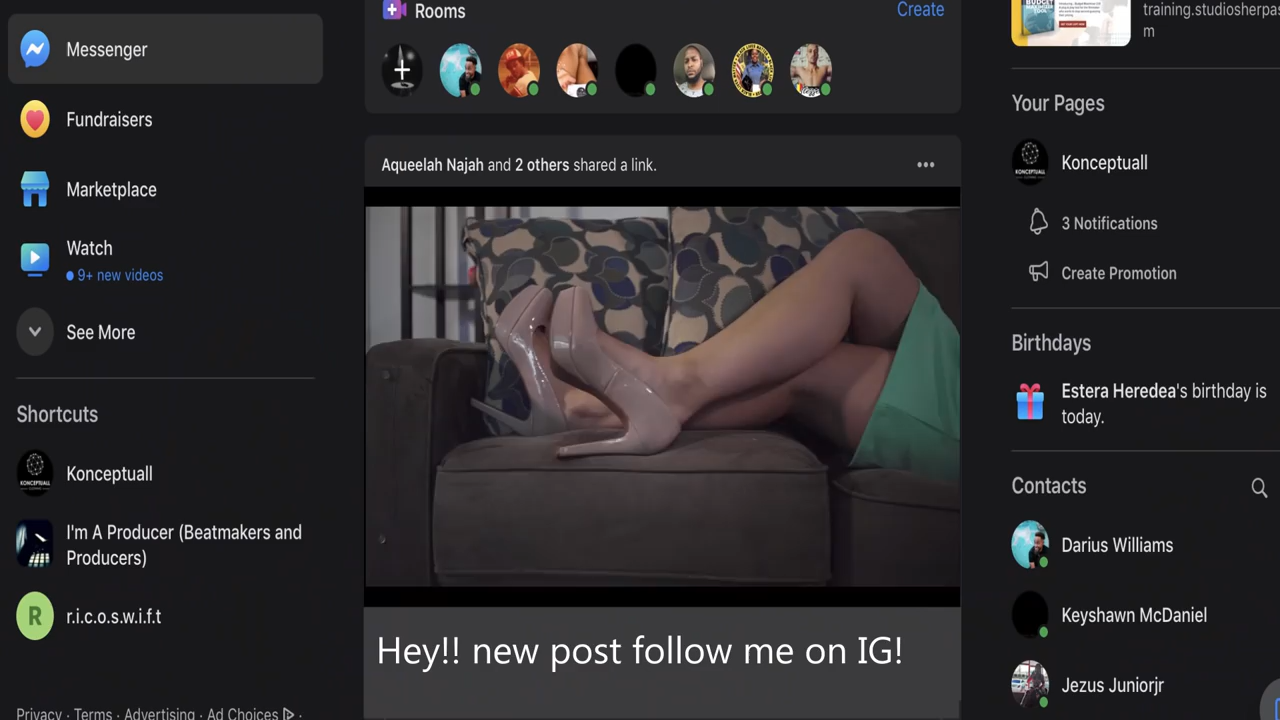 Messenger
Fundraisers
Marketplace
Watch
9+ new videos
See More
Shortcuts
Konceptuall
I'm A Producer (Beatmakers and
Producers)
R
r.i.c.o.s.w.i.f.t
Privacy · Terms · Advertising · Ad Choices ·
Rooms
Create
Aqueelah Najah and 2 others shared a link.
Hey!! new post follow me on IG!
training.studiosherpas
m
Your Pages
KONCEPTUALL
Konceptuall
3 Notifications
Create Promotion
Birthdays
Estera Heredea's birthday is
today.
Contacts
Darius Williams
Keyshawn McDaniel
Jezus Juniorjr